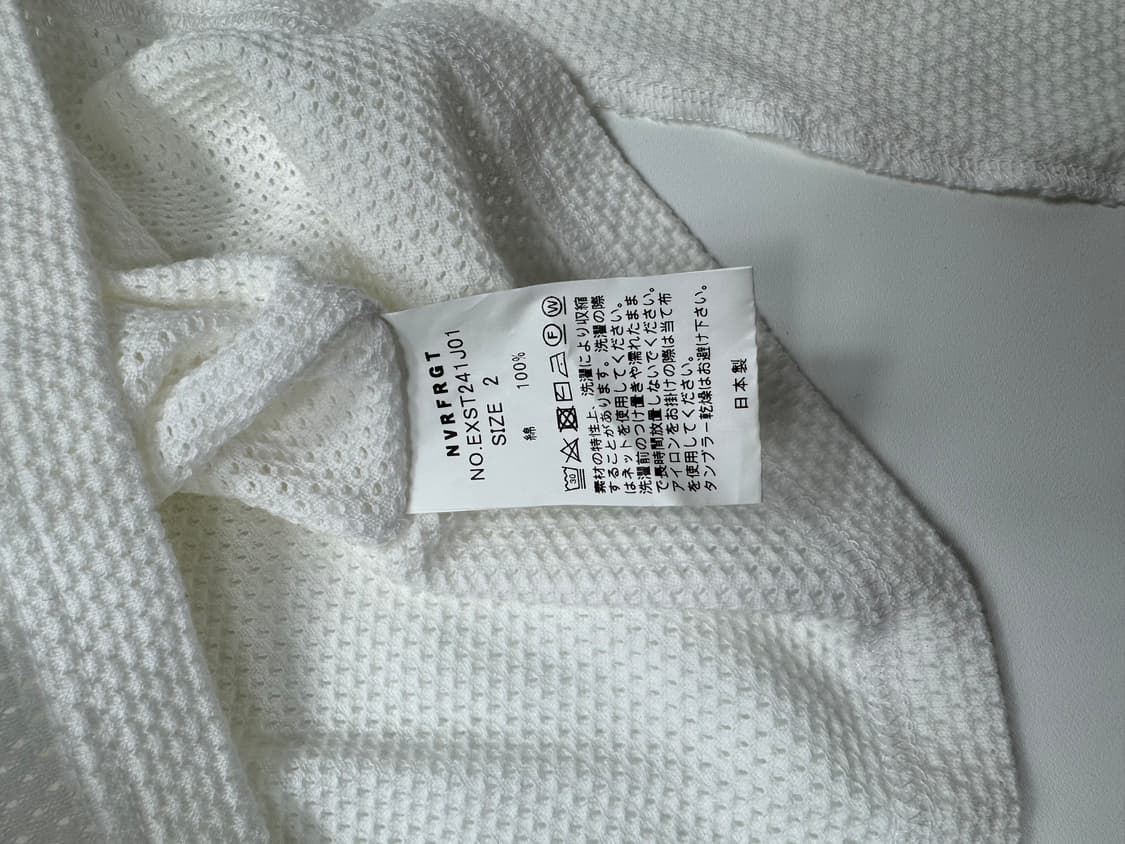 NVRFRGT
NO.EXST241J01
SIZE 2
綿 100%
30 F W
素材の特性上、洗濯により収縮
することがあります。洗濯の際
はネットを使用してください。
洗濯前のつけ置きや濡れたまま
で長時間放置しないでください。
アイロンをお掛けの際は当て布
を使用してください。
タンブラー乾燥はお避け下さい。
日本製